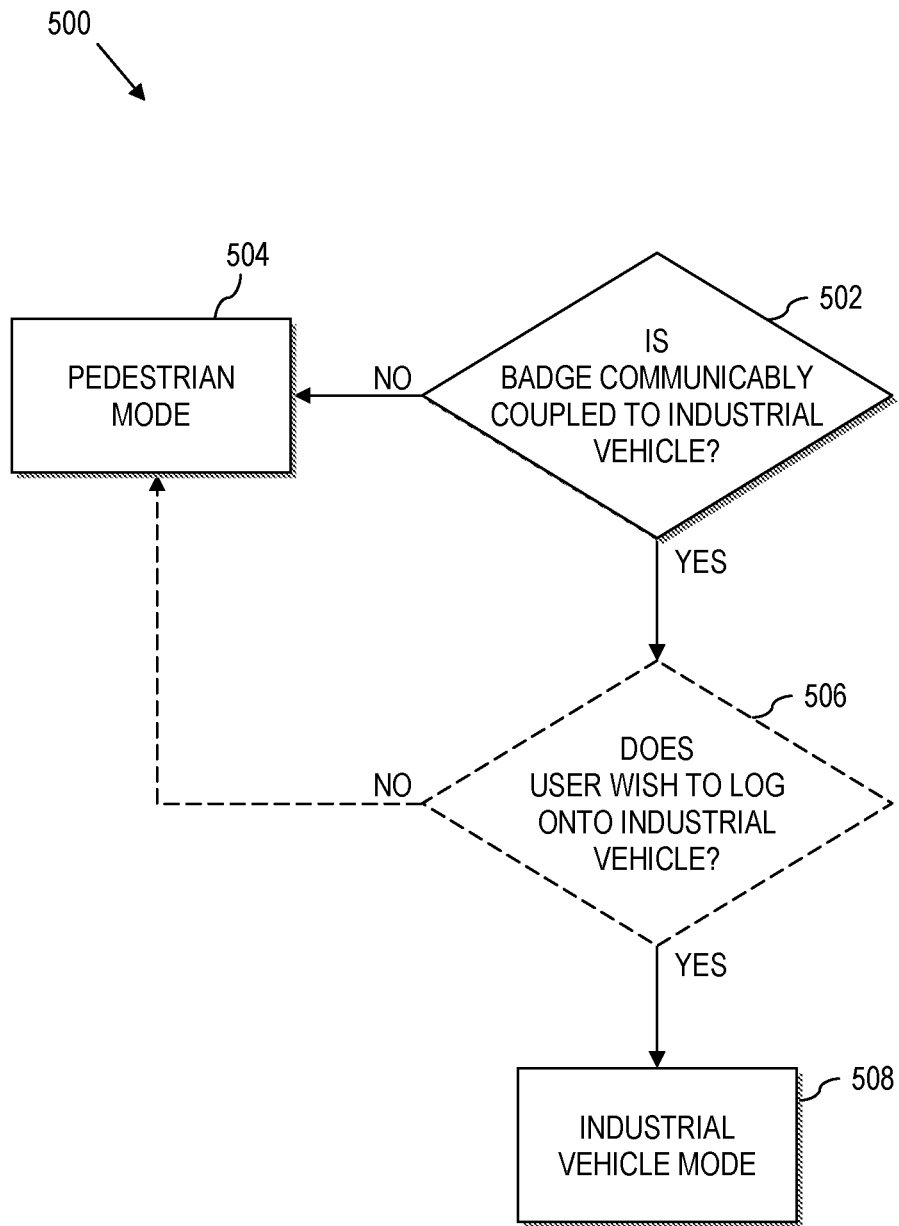 500
504
PEDESTRIAN
MODE
NO
502
IS
BADGE COMMUNICABLY
COUPLED TO INDUSTRIAL
VEHICLE?
YES
506
DOES
USER WISH TO LOG
ONTO INDUSTRIAL
VEHICLE?
NO
YES
508
INDUSTRIAL
VEHICLE MODE